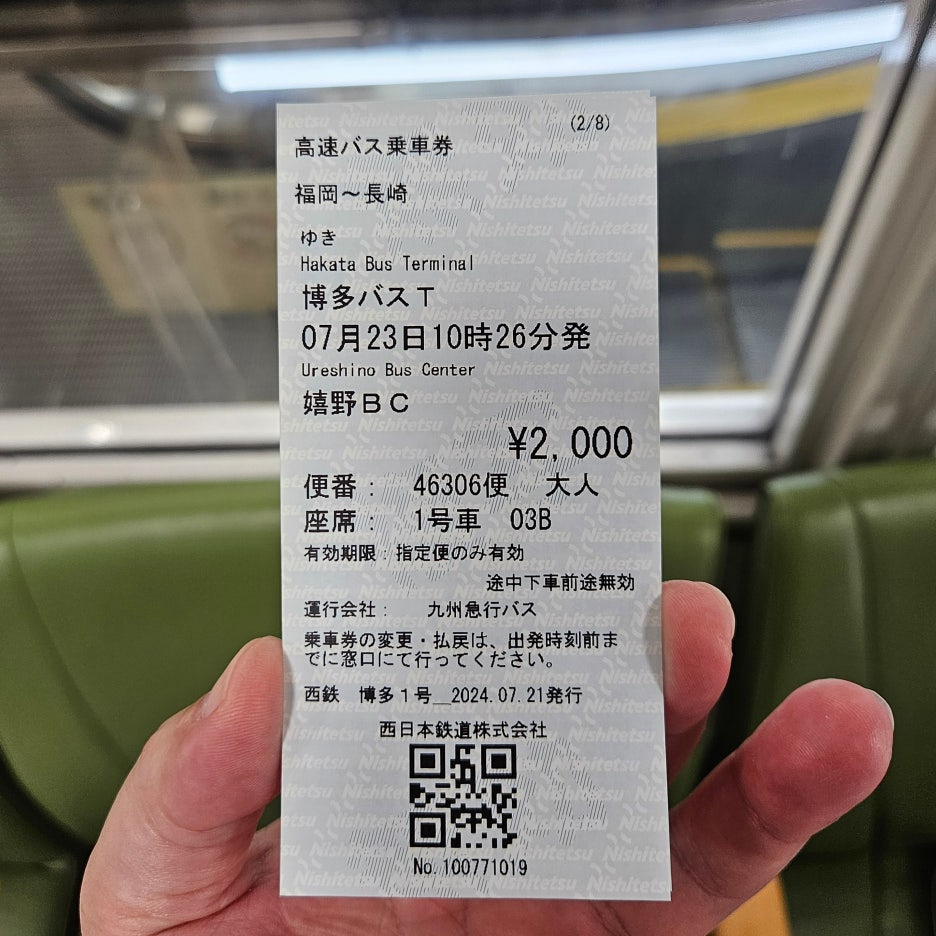 (2/8)
高速バス乗車券
福岡～長崎
ゆき
Hakata Bus Terminal
博多バスT
07月23日10時26分発
Ureshino Bus Center
嬉野BC
¥2,000
便番： 46306便 大人
座席： 1号車 03B
有効期限：指定便のみ有効
途中下車前途無効
運行会社： 九州急行バス
乗車券の変更・払戻は、出発時刻前ま
でに窓口にて行ってください。
西鉄 博多1号__2024.07.21発行
西日本鉄道株式会社
No.100771019
Nishitetsu